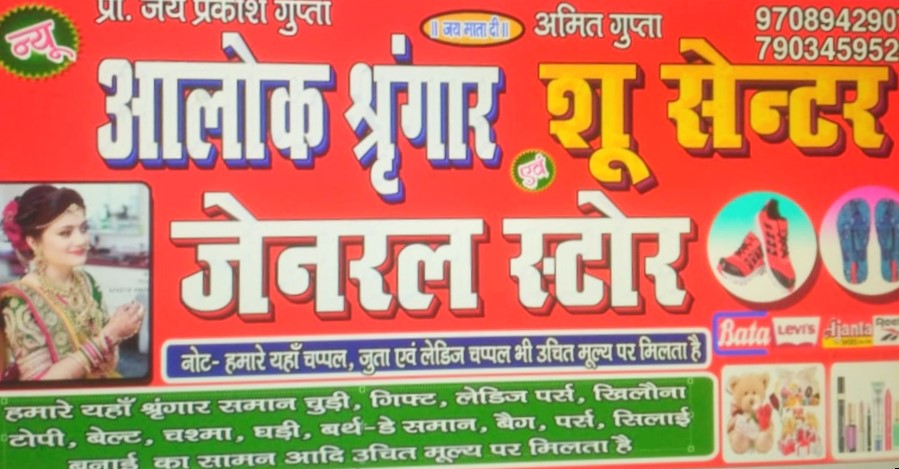 प्रो. जय प्रकाश गुप्ता
॥ जय माता दी ॥
अमित गुप्ता
970894290
790345952
न्यू
आलोक श्रृंगार शू सेन्टर
एवं
जेनरल स्टोर
Bata LEVI'S Ajanta Reebok
नोट- हमारे यहाँ चप्पल, जुता एवं लेडिज चप्पल भी उचित मूल्य पर मिलता है
हमारे यहाँ श्रृंगार समान चुड़ी, गिफ्ट, लेडिज पर्स, खिलौना
टोपी, बेल्ट, चश्मा, घड़ी, बर्थ-डे समान, बैग, पर्स, सिलाई
बुनाई का सामन आदि उचित मूल्य पर मिलता है